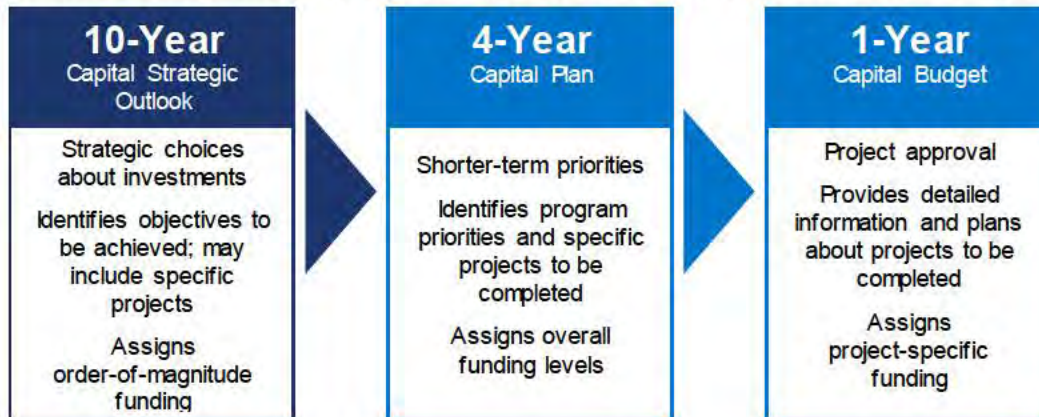 10-Year
Capital Strategic
Outlook
Strategic choices
about investments
Identifies objectives to
be achieved; may
include specific
projects
Assigns
order-of-magnitude
funding
4-Year
Capital Plan
Shorter-term priorities
Identifies program
priorities and specific
projects to be
completed
Assigns overall
funding levels
1-Year
Capital Budget
Project approval
Provides detailed
information and plans
about projects to be
completed
Assigns
project-specific
funding